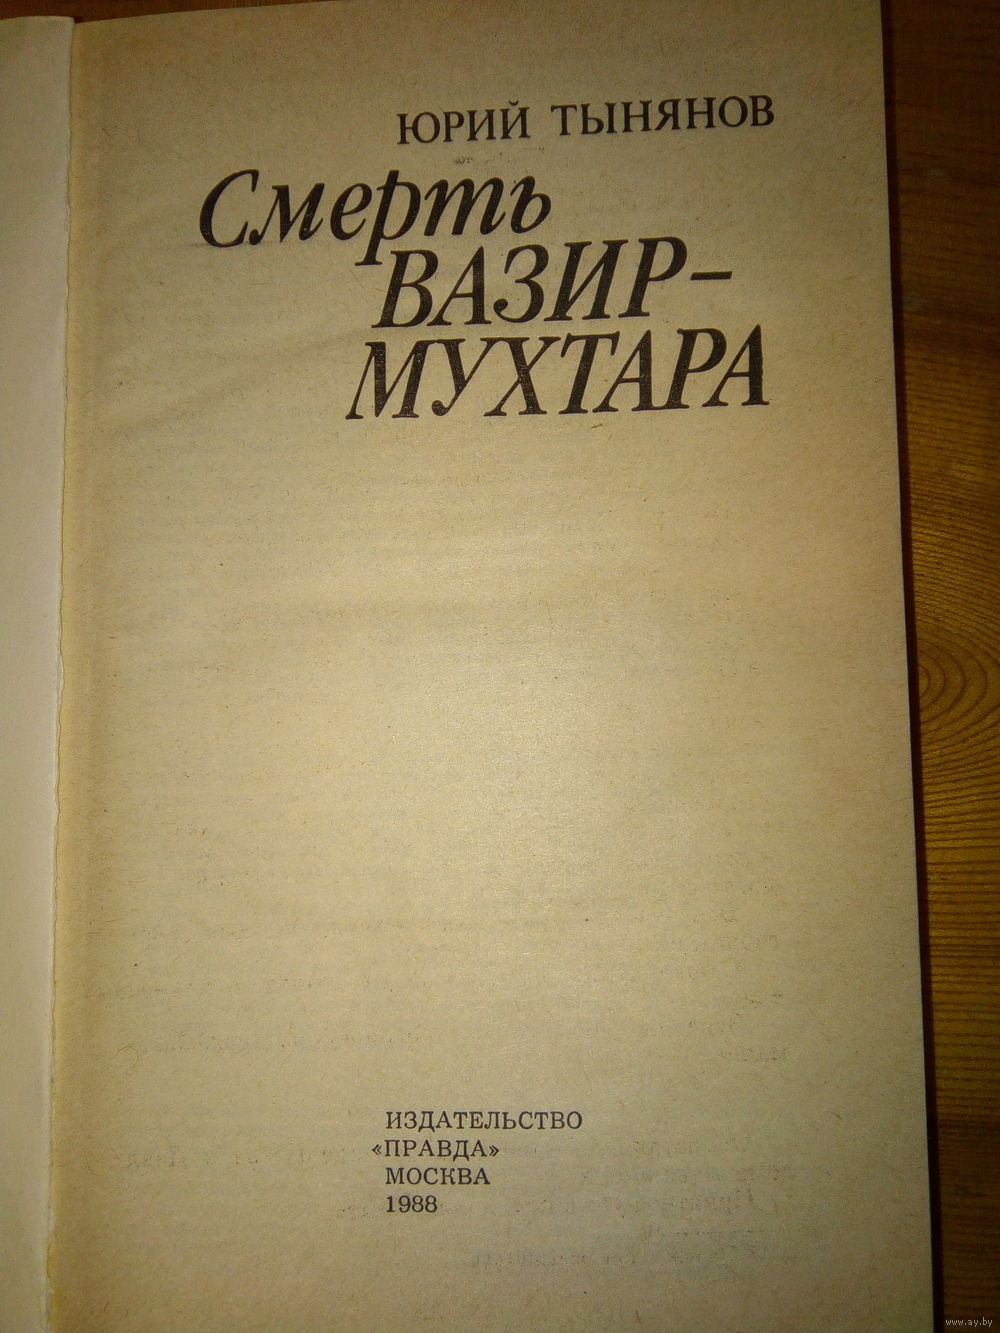 ЮРИЙ ТЫНЯНОВ
Смерть
ВАЗИР-
МУХТАРА
ИЗДАТЕЛЬСТВО
«ПРАВДА»
МОСКВА
1988
www.ay.by